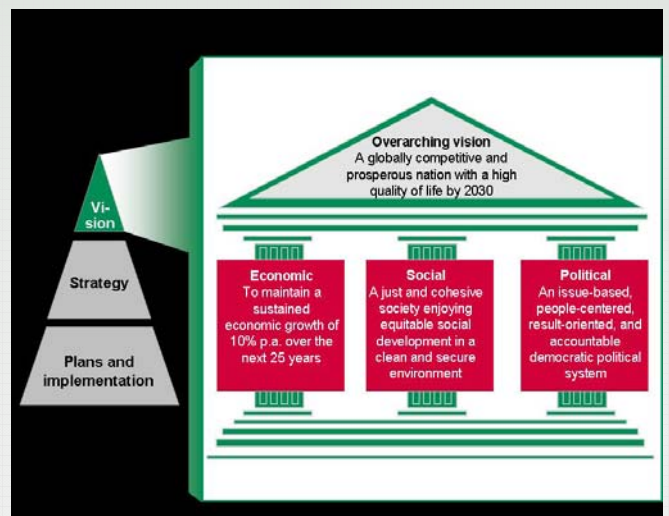 Overarching vision
A globally competitive and
prosperous nation with a high
quality of life by 2030
Vi-
sion
Strategy
Plans and
implementation
Economic
To maintain a
sustained
economic growth of
10% p.a. over the
next 25 years
Social
A just and cohesive
society enjoying
equitable social
development in a
clean and secure
environment
Political
An issue-based,
people-centered,
result-oriented, and
accountable
democratic political
system